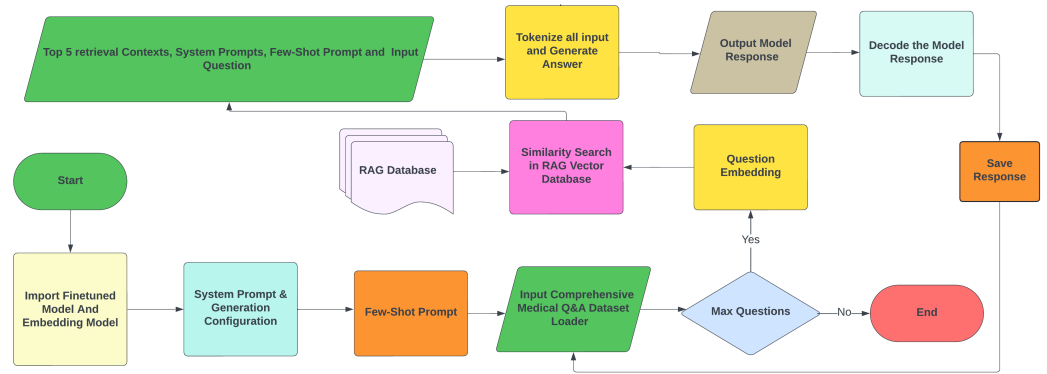 Top 5 retrieval Contexts, System Prompts, Few-Shot Prompt and Input
Question
Tokenize all input
and Generate
Answer
Output Model
Response
Decode the Model
Response
Start
RAG Database
Similarity Search
in RAG Vector
Database
Question
Embedding
Save
Response
Yes
Import Finetuned
Model And
Embedding Model
System Prompt &
Generation
Configuration
Few-Shot Prompt
Input Comprehensive
Medical Q&A Dataset
Loader
Max Questions
No
End